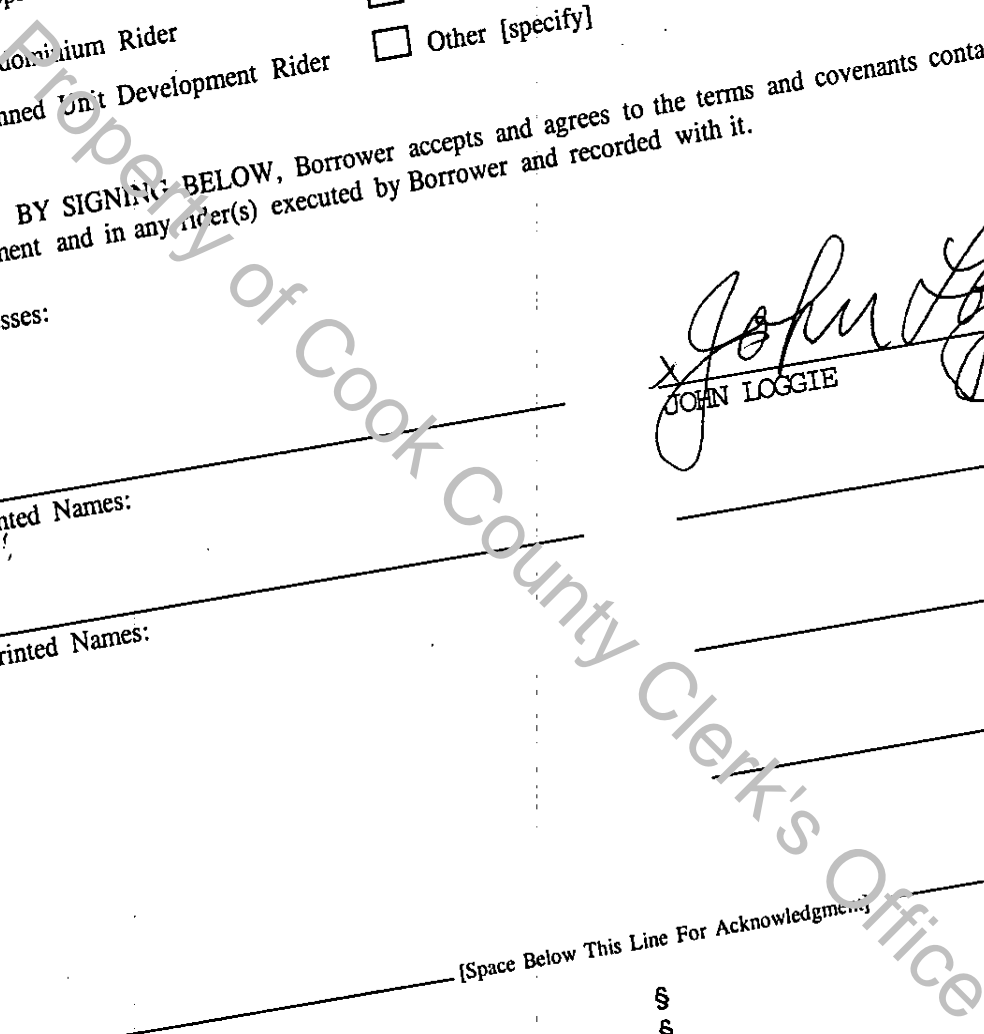 dominium Rider
Other [specify]
nned Unit Development Rider
BY SIGNING BELOW, Borrower accepts and agrees to the terms and covenants conta
ment and in any rider(s) executed by Borrower and recorded with it.
sses:
John Lo
X
JOHN LOGGIE
nted Names:
rinted Names:
[Space Below This Line For Acknowledgment]
§
§
Property of Cook County Clerk's Office